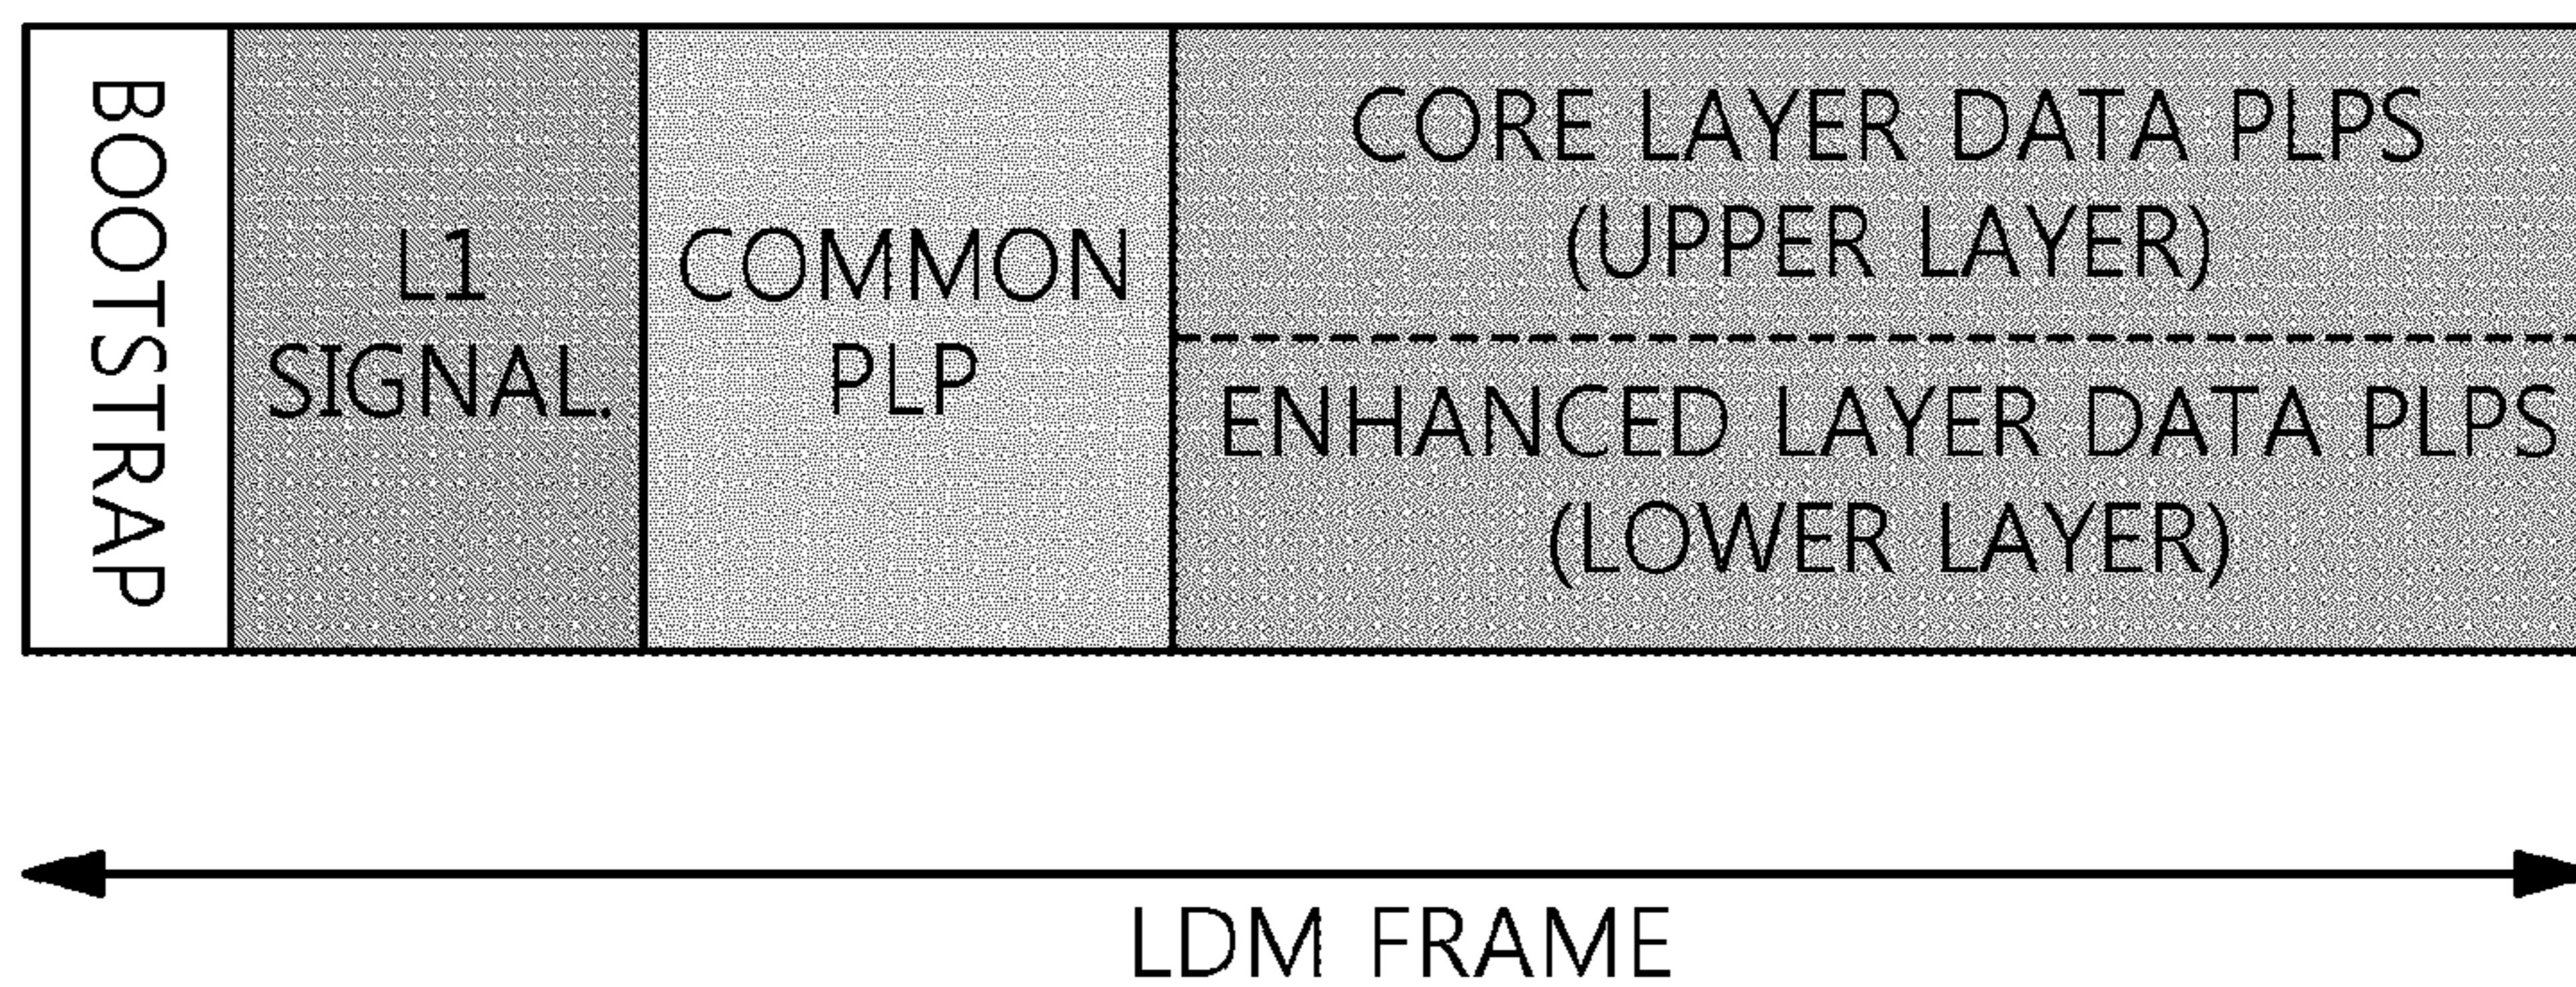 BOOTSTRAP
L1
SIGNAL.
COMMON
PLP
CORE LAYER DATA PLPS
(UPPER LAYER)
ENHANCED LAYER DATA PLPS
(LOWER LAYER)
LDM FRAME